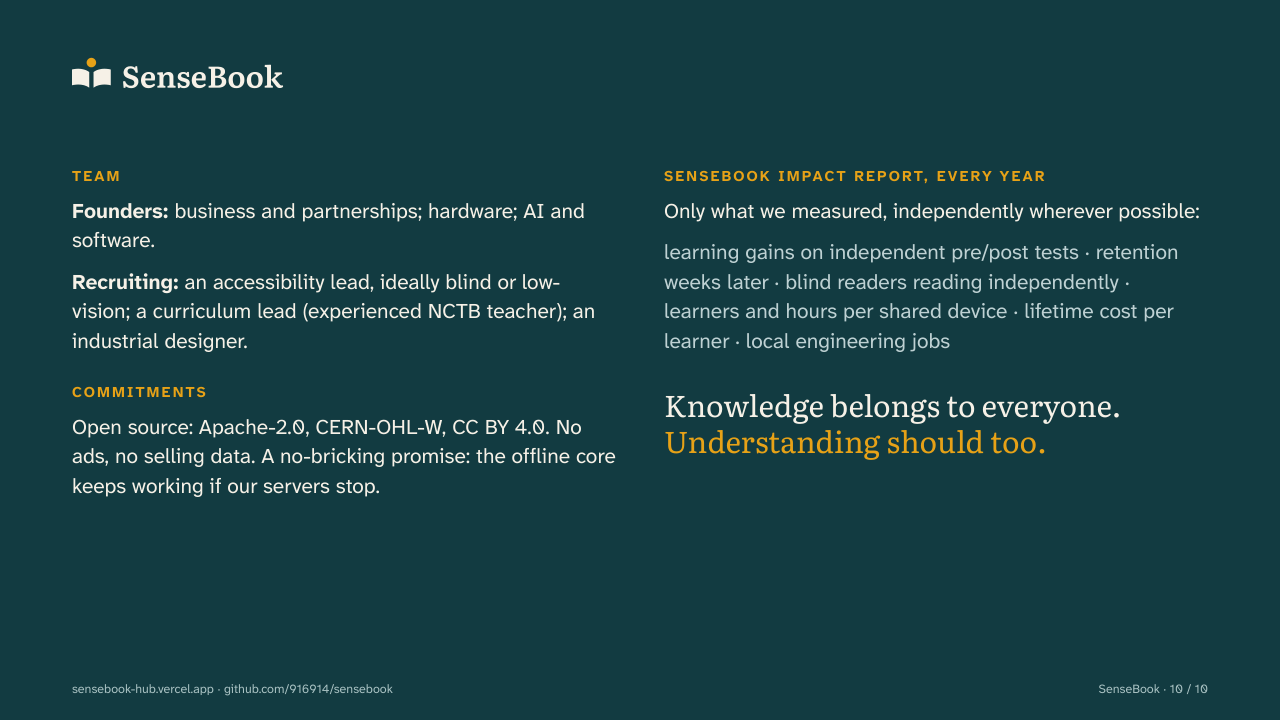 SenseBook
TEAM
Founders: business and partnerships; hardware; AI and
software.
Recruiting: an accessibility lead, ideally blind or low-
vision; a curriculum lead (experienced NCTB teacher); an
industrial designer.
COMMITMENTS
Open source: Apache-2.0, CERN-OHL-W, CC BY 4.0. No
ads, no selling data. A no-bricking promise: the offline core
keeps working if our servers stop.
SENSEBOOK IMPACT REPORT, EVERY YEAR
Only what we measured, independently wherever possible:
learning gains on independent pre/post tests · retention
weeks later · blind readers reading independently ·
learners and hours per shared device · lifetime cost per
learner · local engineering jobs
Knowledge belongs to everyone.
Understanding should too.
sensebook-hub.vercel.app · github.com/916914/sensebook
SenseBook · 10 / 10